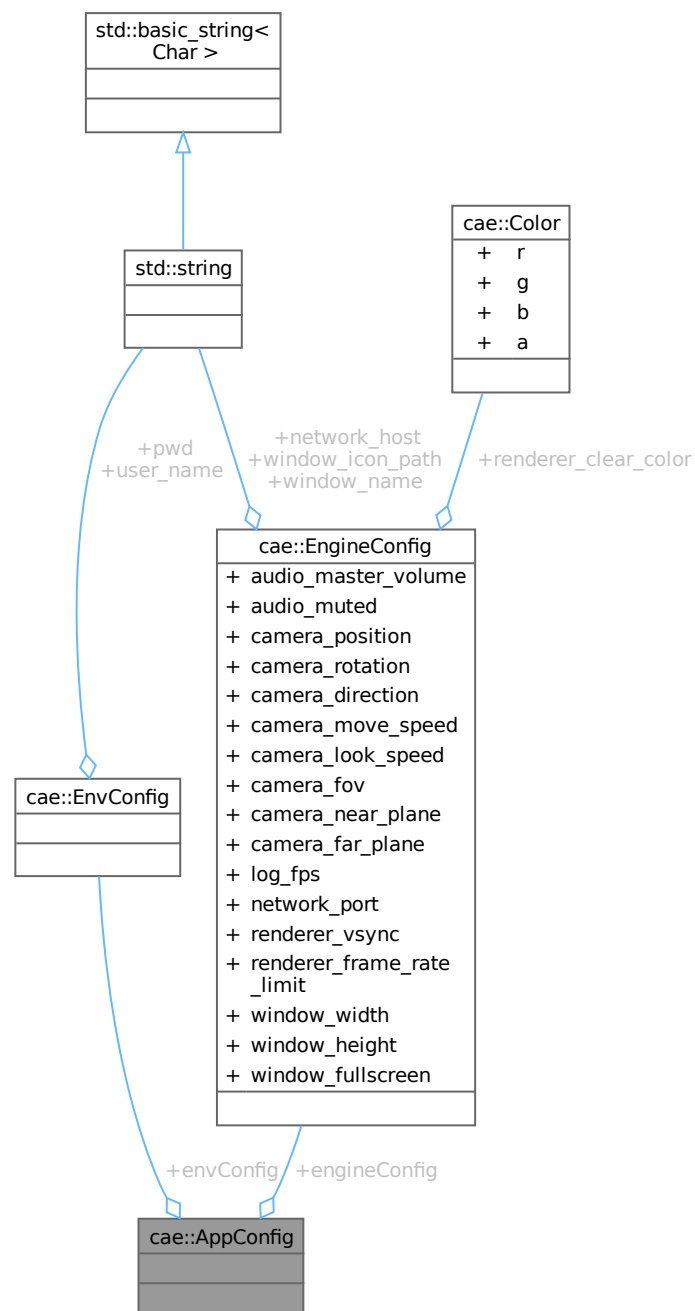 std::basic_string<
Char >
std::string
cae::Color
+ r
+ g
+ b
+ a
+pwd
+user_name
+network_host
+window_icon_path
+window_name
+renderer_clear_color
cae::EngineConfig
+ audio_master_volume
+ audio_muted
+ camera_position
+ camera_rotation
+ camera_direction
+ camera_move_speed
+ camera_look_speed
+ camera_fov
+ camera_near_plane
+ camera_far_plane
+ log_fps
+ network_port
+ renderer_vsync
+ renderer_frame_rate
_limit
+ window_width
+ window_height
+ window_fullscreen
cae::EnvConfig
+envConfig
+engineConfig
cae::AppConfig